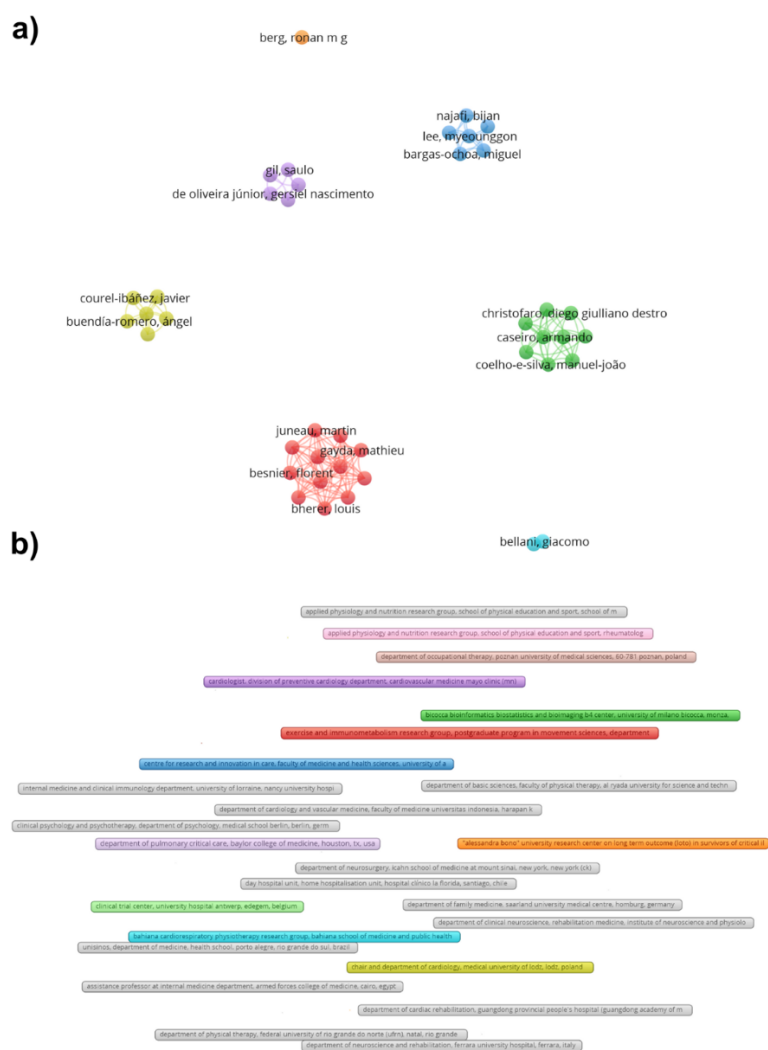 a)
berg, ronan m g
najafi, bijan
lee, myeounggon
bargas-ochoa, miguel
gil, saulo
de oliveira júnior, gersiel nascimento
courel-ibáñez, javier
buendía-romero, ángel
christofaro, diego giulliano destro
caseiro, armando
coelho-e-silva, manuel-joão
juneau, martin
gayda, mathieu
besnier, florent
bherer, louis
b)
bellani, giacomo
applied physiology and nutrition research group, school of physical education and sport, school of m
applied physiology and nutrition research group, school of physical education and sport, rheumatolog
department of occupational therapy, poznan university of medical sciences, 60-781 poznan, poland
cardiologist, division of preventive cardiology department, cardiovascular medicine mayo clinic (mn)
bicocca bioinformatics biostatistics and bioimaging b4 center, university of milano bicocca, monza,
exercise and immunometabolism research group, postgraduate program in movement sciences, department
centre for research and innovation in care, faculty of medicine and health sciences, university of a
internal medicine and clinical immunology department, university of lorraine, nancy university hospi
department of basic sciences, faculty of physical therapy, al ryada university for science and techn
department of cardiology and vascular medicine, faculty of medicine universitas indonesia, harapan k
clinical psychology and psychotherapy, department of psychology, medical school berlin, berlin, germ
department of pulmonary critical care, baylor college of medicine, houston, tx, usa
"alessandra bono" university research center on long term outcome (loto) in survivors of critical il
department of neurosurgery, icahn school of medicine at mount sinai, new york, new york (ck)
day hospital unit, home hospitalisation unit, hospital clínico la florida, santiago, chile
clinical trial center, university hospital antwerp, edegem, belgium
department of family medicine, saarland university medical centre, homburg, germany
department of clinical neuroscience, rehabilitation medicine, institute of neuroscience and physiolo
bahiana cardiorespiratory physiotherapy research group, bahiana school of medicine and public health
unisinos, department of medicine, health school, porto alegre, rio grande do sul, brazil
chair and department of cardiology, medical university of lodz, lodz, poland
assistance professor at internal medicine department, armed forces college of medicine, cairo, egypt
department of cardiac rehabilitation, guangdong provincial people's hospital (guangdong academy of m
department of physical therapy, federal university of rio grande do norte (ufrn), natal, rio grande
department of neuroscience and rehabilitation, ferrara university hospital, ferrara, italy